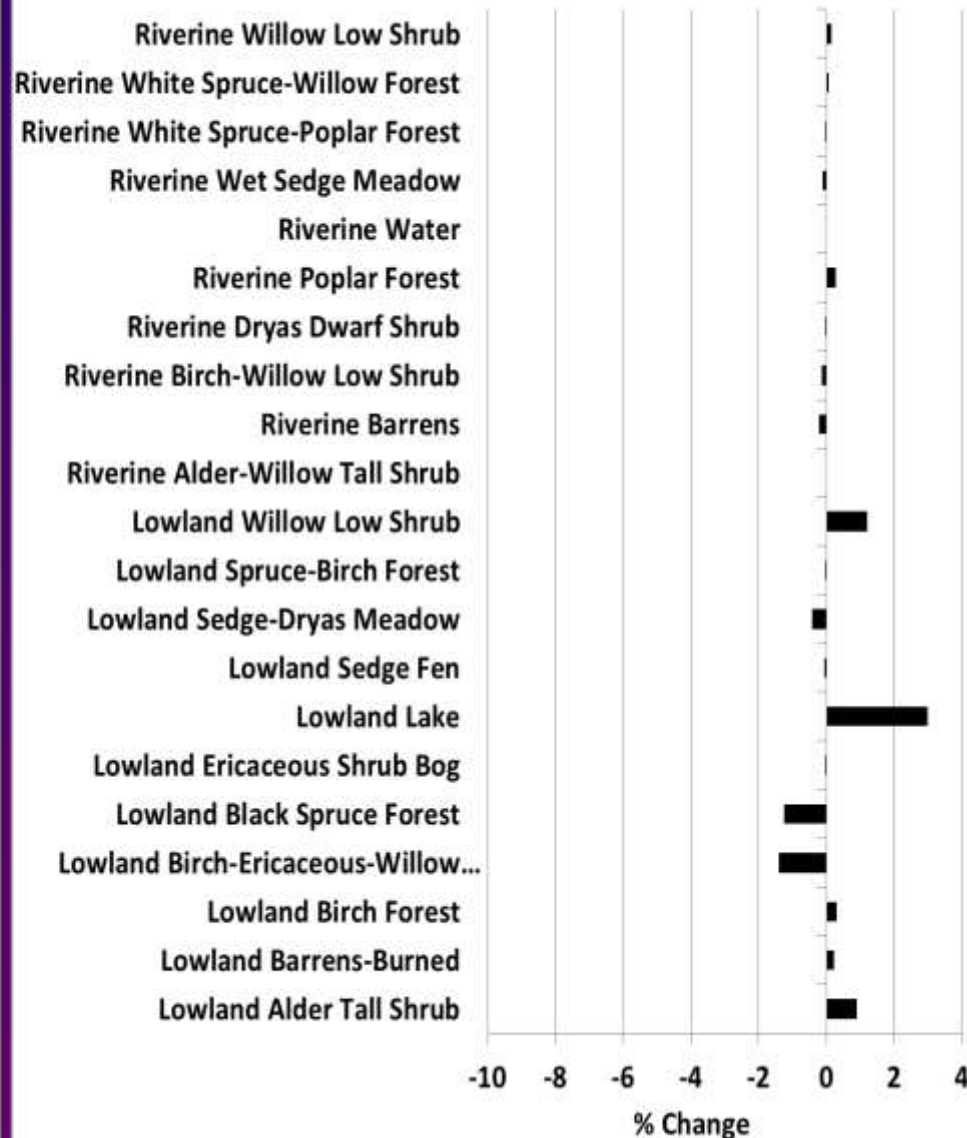 Riverine Willow Low Shrub
Riverine White Spruce-Willow Forest
Riverine White Spruce-Poplar Forest
Riverine Wet Sedge Meadow
Riverine Water
Riverine Poplar Forest
Riverine Dryas Dwarf Shrub
Riverine Birch-Willow Low Shrub
Riverine Barrens
Riverine Alder-Willow Tall Shrub
Lowland Willow Low Shrub
Lowland Spruce-Birch Forest
Lowland Sedge-Dryas Meadow
Lowland Sedge Fen
Lowland Lake
Lowland Ericaceous Shrub Bog
Lowland Black Spruce Forest
Lowland Birch-Ericaceous-Willow...
Lowland Birch Forest
Lowland Barrens-Burned
Lowland Alder Tall Shrub
-10 -8 -6 -4 -2 0 2 4
% Change